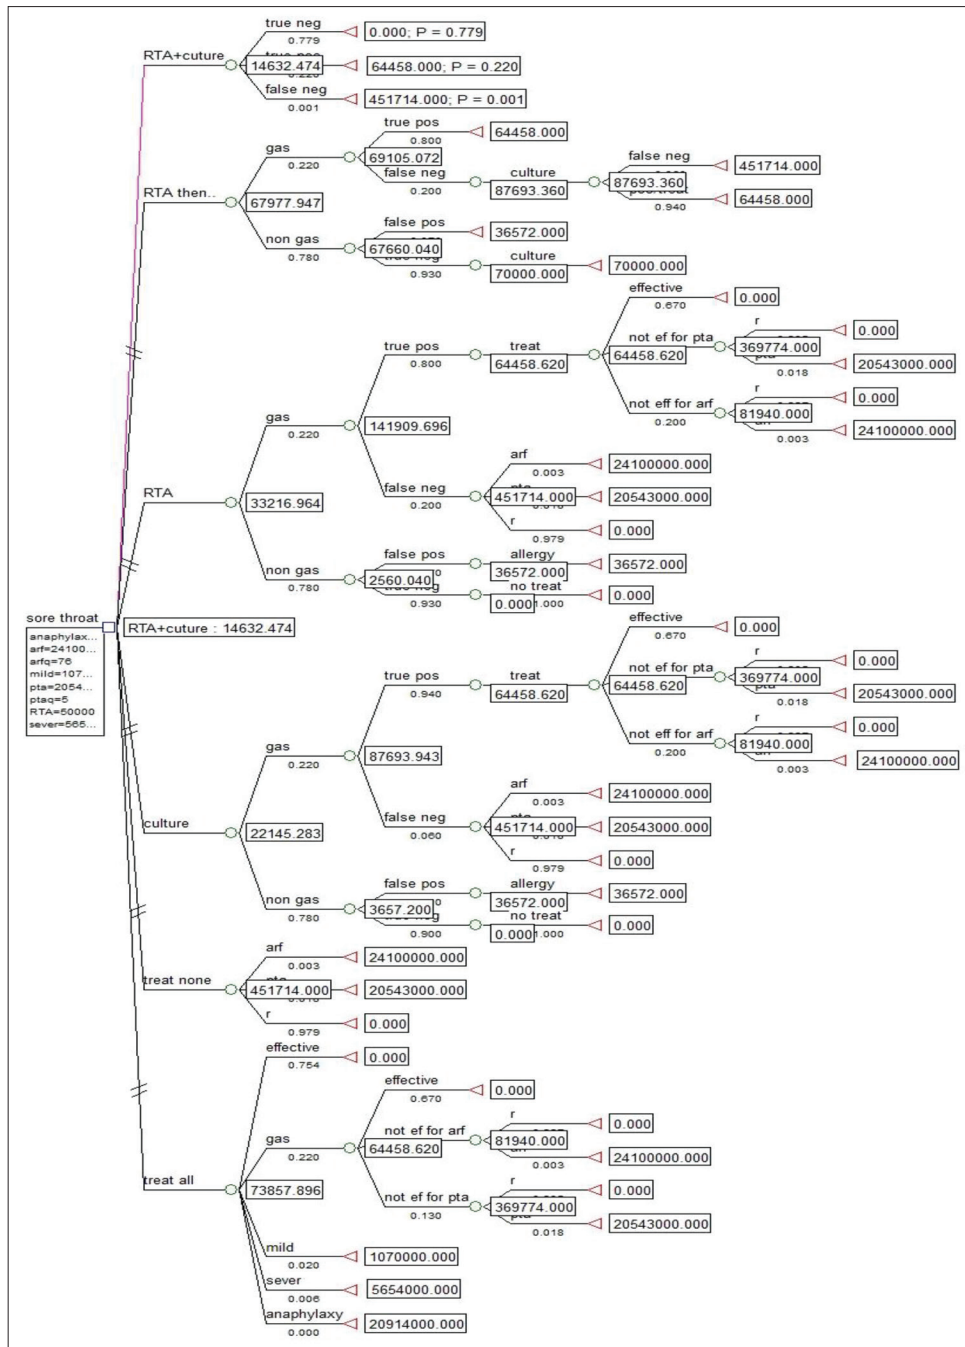 true neg
0.779
0.000; P = 0.779
RTA+cuture
14632.474
64458.000; P = 0.220
false neg
0.001
451714.000; P = 0.001
true pos
0.800
64458.000
gas
0.220
69105.072
false neg
0.200
culture
87693.360
false neg
87693.360
451714.000
0.940
64458.000
RTA then..
67977.947
false pos
36572.000
non gas
0.780
67660.040
0.930
culture
70000.000
70000.000
effective
0.670
0.000
true pos
0.800
treat
64458.620
not ef for pta
64458.620
r
0.000
369774.000
0.018
20543000.000
not eff for arf
0.200
r
0.000
81940.000
0.003
24100000.000
gas
0.220
141909.696
arf
0.003
24100000.000
false neg
0.200
451714.000
20543000.000
r
0.979
0.000
RTA
33216.964
non gas
0.780
false pos
allergy
36572.000
36572.000
2560.040
0.930
no treat
0.000
1.000
0.000
sore throat
anaphylax...
arf=24100...
arfq=76
mild=107...
pta=2054...
ptaq=5
RTA=50000
sever=565...
RTA+cuture : 14632.474
effective
0.670
0.000
true pos
0.940
treat
64458.620
not ef for pta
64458.620
r
0.000
369774.000
0.018
20543000.000
not eff for arf
0.200
r
0.000
81940.000
0.003
24100000.000
gas
0.220
87693.943
arf
0.003
24100000.000
false neg
0.060
451714.000
20543000.000
r
0.979
0.000
culture
22145.283
non gas
0.780
false pos
allergy
36572.000
36572.000
3657.200
0.900
no treat
0.000
1.000
0.000
arf
0.003
24100000.000
treat none
451714.000
20543000.000
r
0.979
0.000
effective
0.754
0.000
effective
0.670
0.000
gas
0.220
64458.620
not ef for arf
r
0.000
81940.000
0.003
24100000.000
not ef for pta
0.130
r
0.000
369774.000
0.018
20543000.000
treat all
73857.896
mild
0.020
1070000.000
sever
0.006
5654000.000
anaphylaxy
0.000
20914000.000